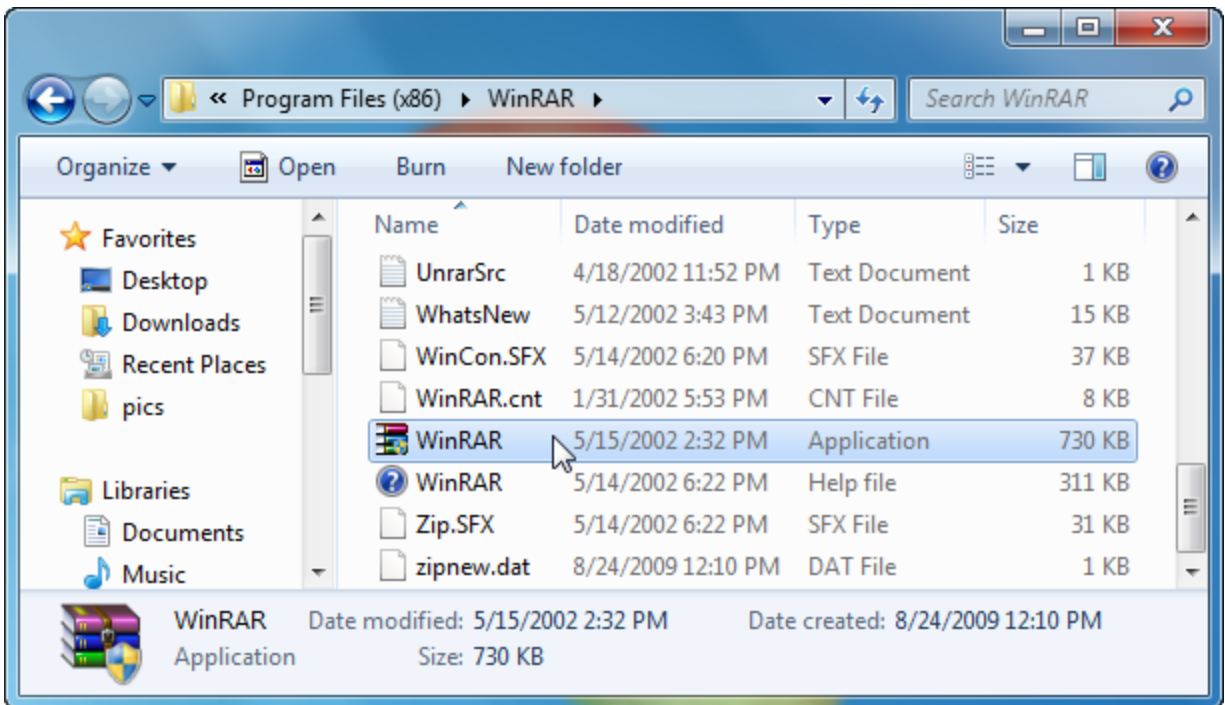 « Program Files (x86) ▸ WinRAR ▸ Search WinRAR
Organize Open Burn New folder
Favorites
Desktop
Downloads
Recent Places
pics
Libraries
Documents
Music
Name Date modified Type Size
UnrarSrc 4/18/2002 11:52 PM Text Document 1 KB
WhatsNew 5/12/2002 3:43 PM Text Document 15 KB
WinCon.SFX 5/14/2002 6:20 PM SFX File 37 KB
WinRAR.cnt 1/31/2002 5:53 PM CNT File 8 KB
WinRAR 5/15/2002 2:32 PM Application 730 KB
WinRAR 5/14/2002 6:22 PM Help file 311 KB
Zip.SFX 5/14/2002 6:22 PM SFX File 31 KB
zipnew.dat 8/24/2009 12:10 PM DAT File 1 KB
WinRAR Date modified: 5/15/2002 2:32 PM Date created: 8/24/2009 12:10 PM
Application Size: 730 KB